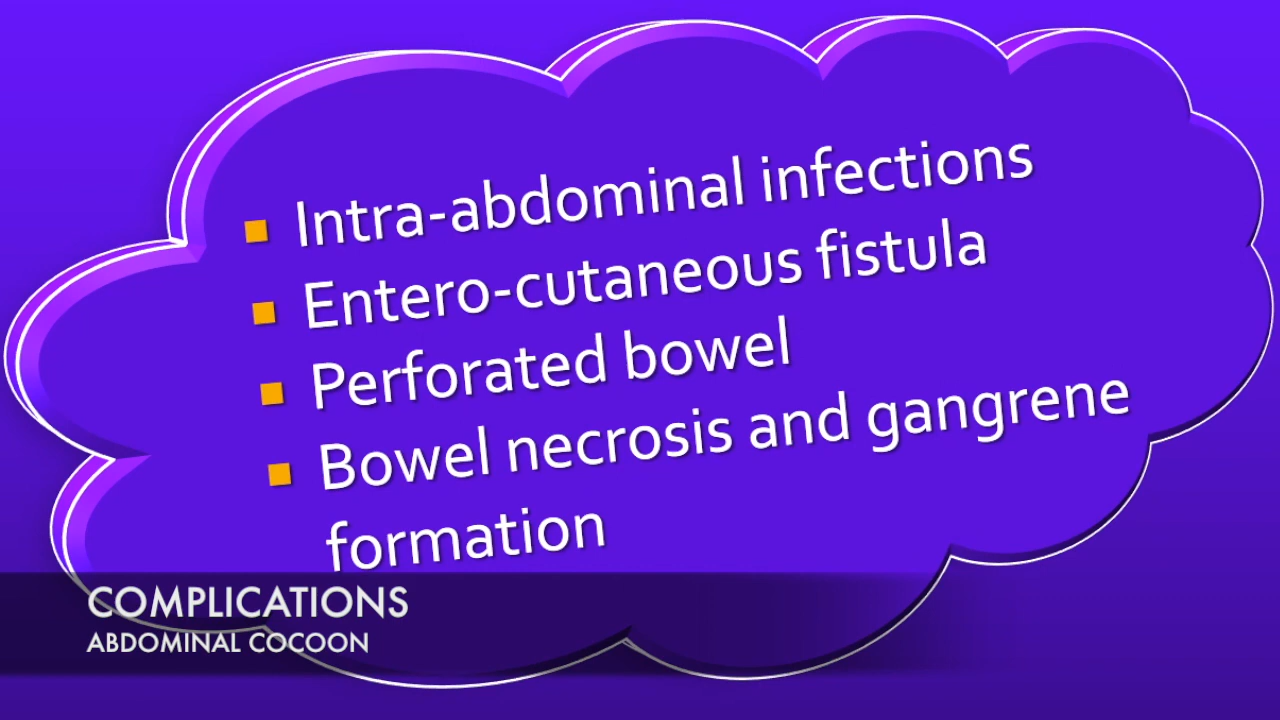 Intra-abdominal infections
Entero-cutaneous fistula
Perforated bowel
Bowel necrosis and gangrene
formation
COMPLICATIONS
ABDOMINAL COCOON